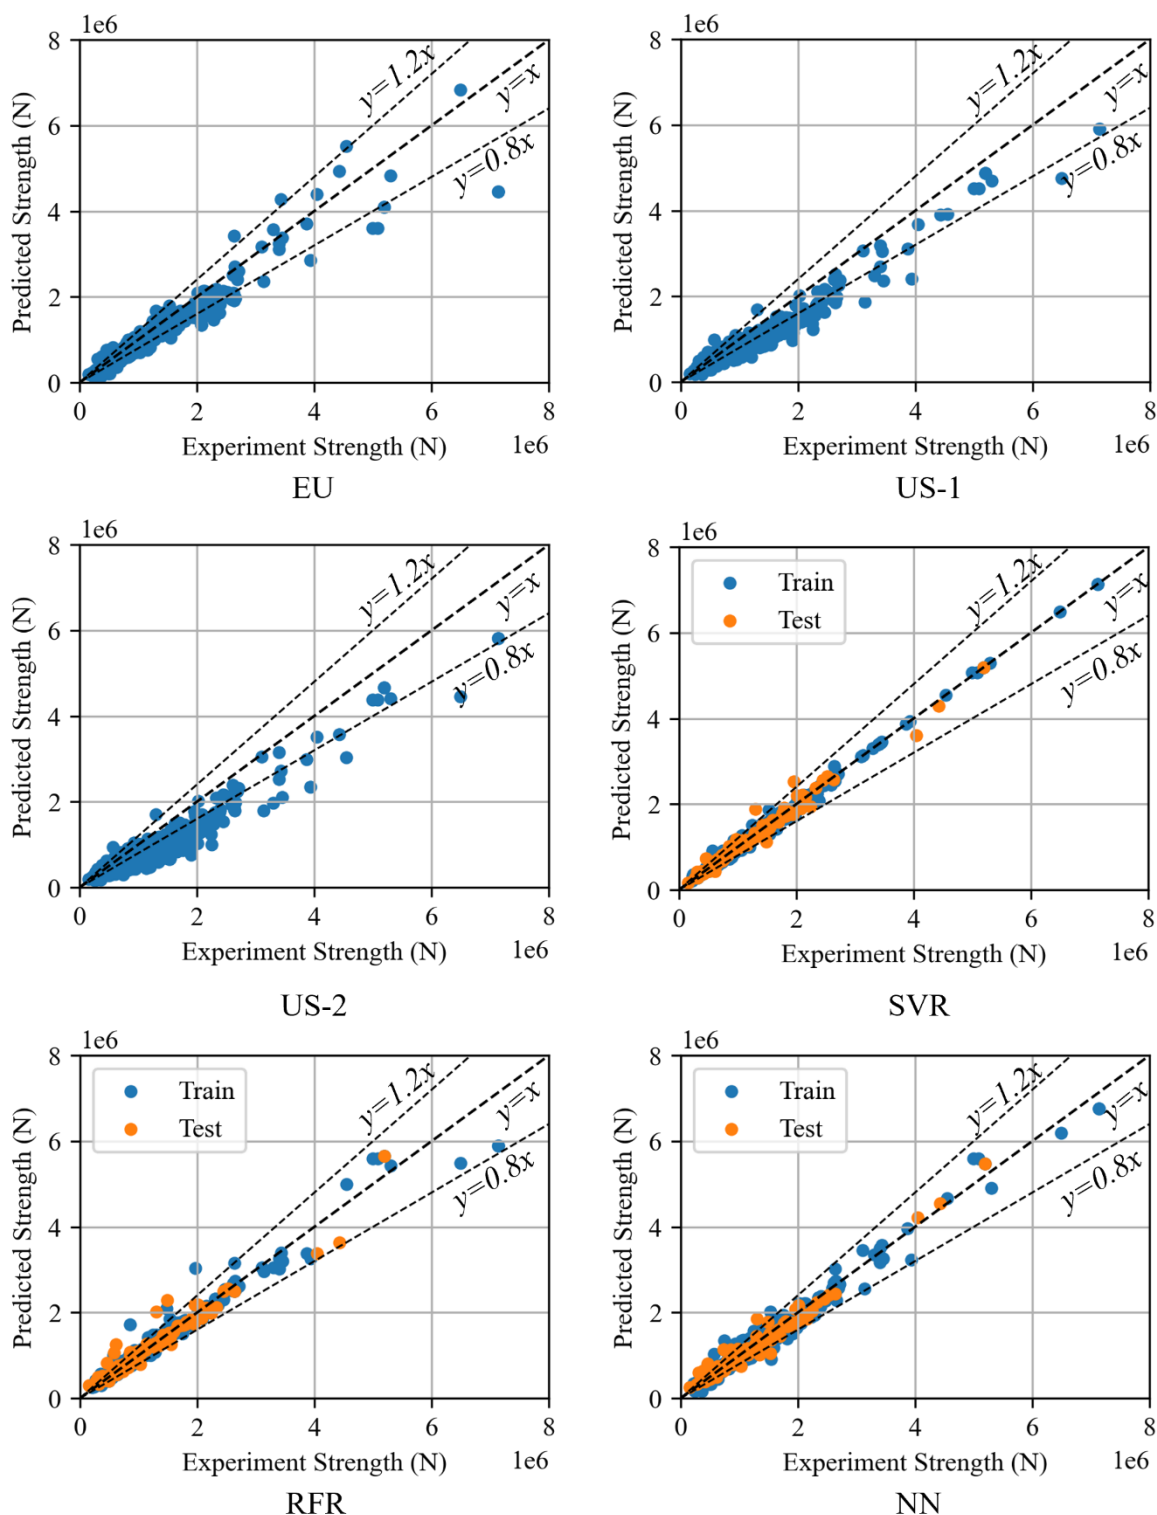 1e6
8
6
4
2
0
Predicted Strength (N)
y=1.2x
y=x
y=0.8x
0 2 4 6 8
Experiment Strength (N) 1e6
EU
1e6
8
6
4
2
0
Predicted Strength (N)
y=1.2x
y=x
y=0.8x
0 2 4 6 8
Experiment Strength (N) 1e6
US-1
1e6
8
6
4
2
0
Predicted Strength (N)
y=1.2x
y=x
y=0.8x
0 2 4 6 8
Experiment Strength (N) 1e6
US-2
1e6
8
6
4
2
0
Predicted Strength (N)
Train
Test
y=1.2x
y=x
y=0.8x
0 2 4 6 8
Experiment Strength (N) 1e6
SVR
1e6
8
6
4
2
0
Predicted Strength (N)
Train
Test
y=1.2x
y=x
y=0.8x
0 2 4 6 8
Experiment Strength (N) 1e6
RFR
1e6
8
6
4
2
0
Predicted Strength (N)
Train
Test
y=1.2x
y=x
y=0.8x
0 2 4 6 8
Experiment Strength (N) 1e6
NN